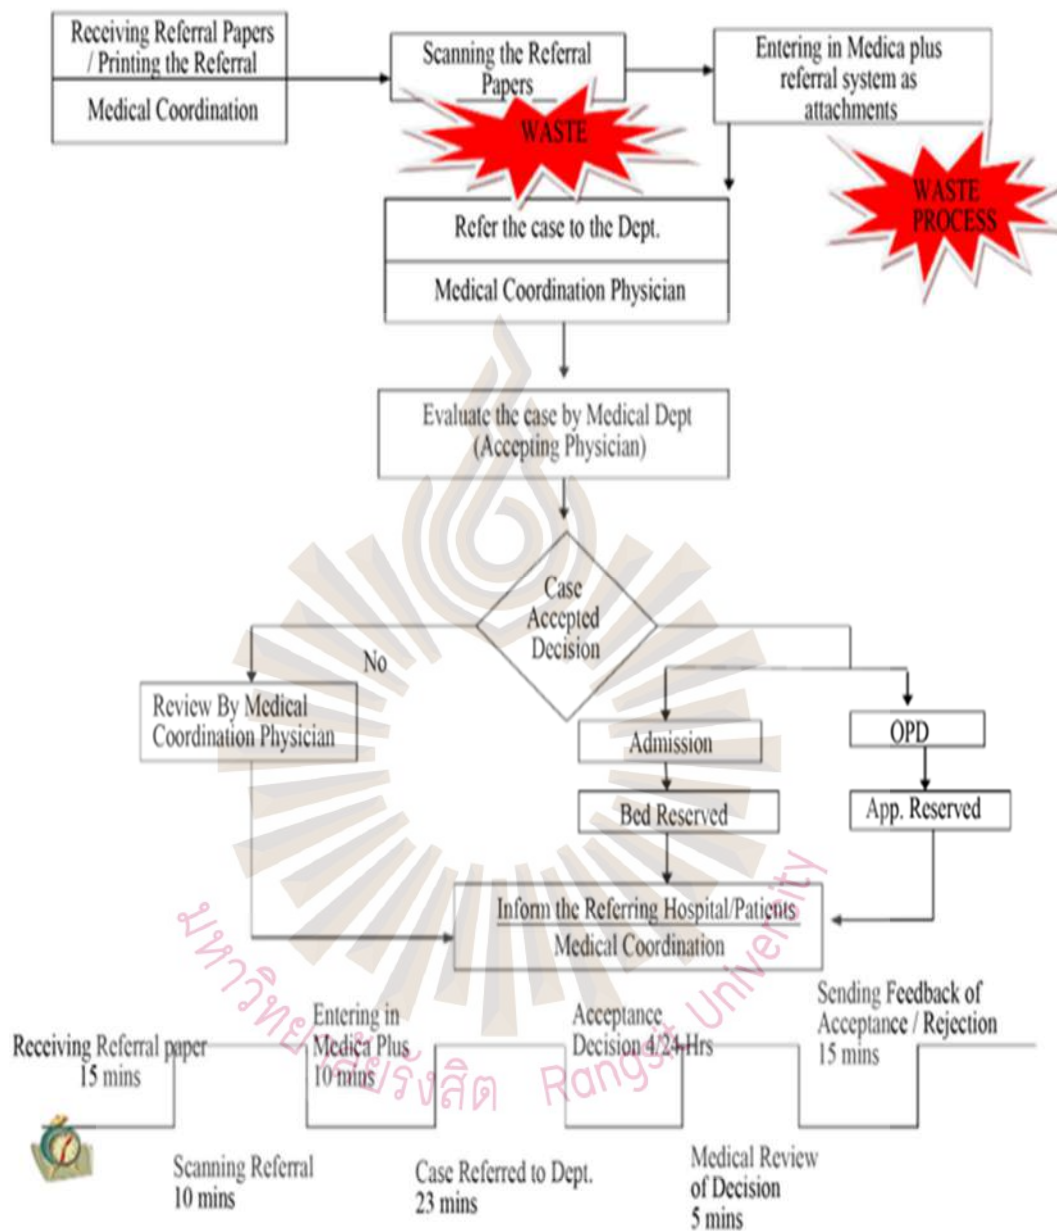 Receiving Referral Papers
/ Printing the Referral
Medical Coordination
Scanning the Referral
Papers
Entering in Medica plus
referral system as
attachments
WASTE
WASTE
PROCESS
Refer the case to the Dept.
Medical Coordination Physician
Evaluate the case by Medical Dept
(Accepting Physician)
Case
Accepted
Decision
No
Review By Medical
Coordination Physician
Admission
OPD
Bed Reserved
App. Reserved
Inform the Referring Hospital/Patients
Medical Coordination
มหาวิทยาลัยรังสิต Rangsit University
Receiving Referral paper
15 mins
Entering in
Medica Plus
10 mins
Acceptance
Decision 4/24 Hrs
Sending Feedback of
Acceptance / Rejection
15 mins
Scanning Referral
10 mins
Case Referred to Dept.
23 mins
Medical Review
of Decision
5 mins